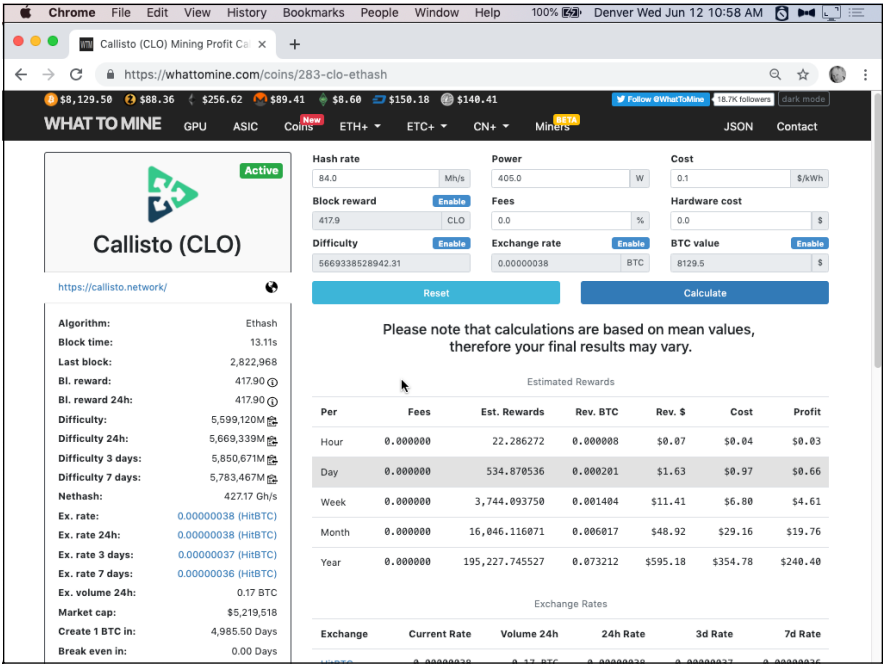 Chrome File Edit View History Bookmarks People Window Help 100% Denver Wed Jun 12 10:58 AM
WTM Callisto (CLO) Mining Profit Ca × +
https://whattomine.com/coins/283-clo-ethash
$8,129.50 $88.36 $256.62 $89.41 $8.60 $150.18 $140.41 Follow @WhatToMine 18.7K followers dark mode
WHAT TO MINE GPU ASIC Coins New ETH+ ETC+ CN+ Miners BETA JSON Contact
Active
Callisto (CLO)
https://callisto.network/
Algorithm: Ethash
Block time: 13.11s
Last block: 2,822,968
Bl. reward: 417.90
Bl. reward 24h: 417.90
Difficulty: 5,599,120M
Difficulty 24h: 5,669,339M
Difficulty 3 days: 5,850,671M
Difficulty 7 days: 5,783,467M
Nethash: 427.17 Gh/s
Ex. rate: 0.00000038 (HitBTC)
Ex. rate 24h: 0.00000038 (HitBTC)
Ex. rate 3 days: 0.00000037 (HitBTC)
Ex. rate 7 days: 0.00000036 (HitBTC)
Ex. volume 24h: 0.17 BTC
Market cap: $5,219,518
Create 1 BTC in: 4,985.50 Days
Break even in: 0.00 Days
Hash rate Power Cost
84.0 Mh/s 405.0 W 0.1 $/kWh
Block reward Enable Fees Hardware cost
417.9 CLO 0.0 % 0.0 $
Difficulty Enable Exchange rate Enable BTC value Enable
5669338528942.31 0.00000038 BTC 8129.5 $
Reset Calculate
Please note that calculations are based on mean values,
therefore your final results may vary.
Estimated Rewards
Per Fees Est. Rewards Rev. BTC Rev. $ Cost Profit
Hour 0.000000 22.286272 0.000008 $0.07 $0.04 $0.03
Day 0.000000 534.870536 0.000201 $1.63 $0.97 $0.66
Week 0.000000 3,744.093750 0.001404 $11.41 $6.80 $4.61
Month 0.000000 16,046.116071 0.006017 $48.92 $29.16 $19.76
Year 0.000000 195,227.745527 0.073212 $595.18 $354.78 $240.40
Exchange Rates
Exchange Current Rate Volume 24h 24h Rate 3d Rate 7d Rate